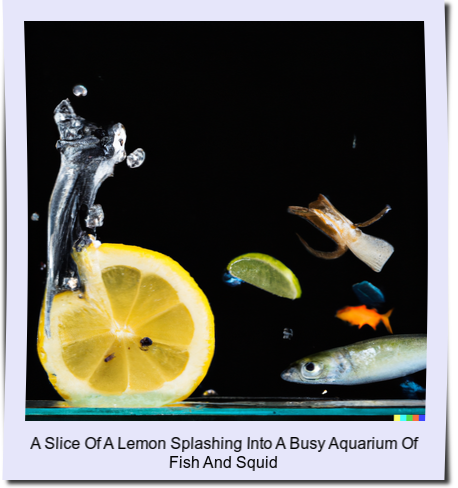 A Slice Of A Lemon Splashing Into A Busy Aquarium Of
Fish And Squid